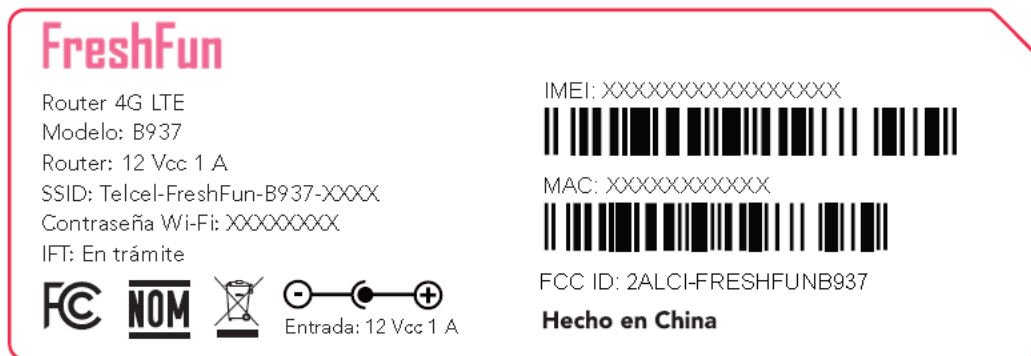 FreshFun
Router 4G LTE
Modelo: B937
Router: 12 Vcc 1 A
SSID: Telcel-FreshFun-B937-XXXX
Contraseña Wi-Fi: XXXXXXXX
IFT: En trámite
FC NOM
Entrada: 12 Vcc 1 A
IMEI: XXXXXXXXXXXXXXXX
MAC: XXXXXXXXXXX
FCC ID: 2ALCI-FRESHFUNB937
Hecho en China